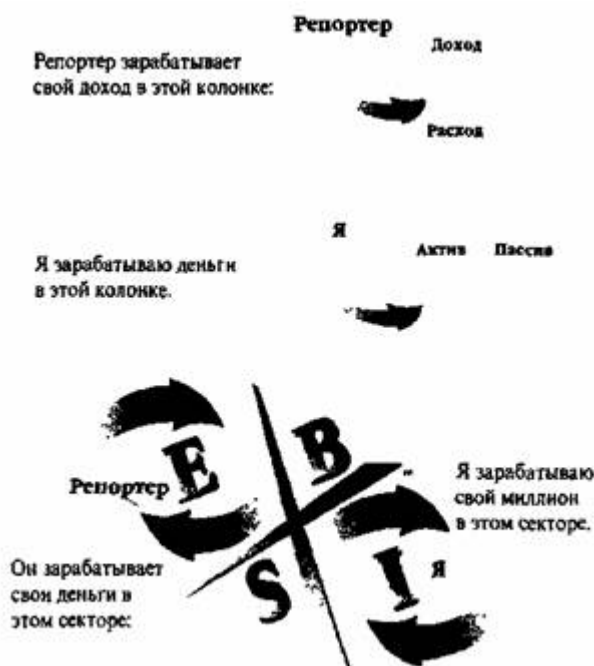 Репортер
Доход
Репортер зарабатывает
свой доход в этой колонке:
Расход
Я
Актив Пассив
Я зарабатываю деньги
в этой колонке.
E B
Репортер
Я зарабатываю
свой миллион
в этом секторе.
S I Я
Он зарабатывает
свои деньги в
этом секторе: